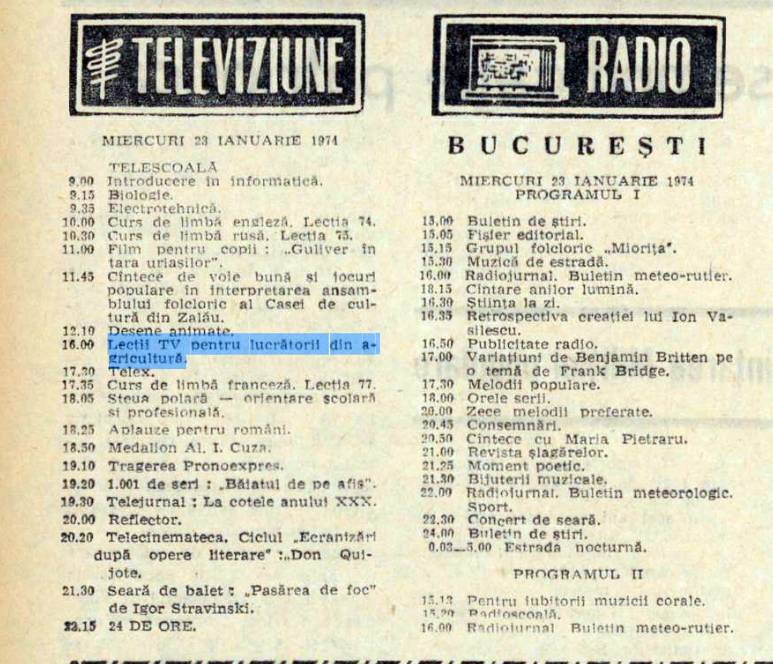 TELEVIZIUNE
MIERCURI 23 IANUARIE 1974
TELEȘCOALĂ
9.00 Introducere în informatică.
9.15 Biologie.
9.35 Electrotehnică.
10.00 Curs de limbă engleză. Lecția 74.
10.30 Curs de limbă rusă. Lecția 75.
11.00 Film pentru copii : „Guliver în
țara uriașilor”.
11.45 Cîntece de voie bună și jocuri
populare în interpretarea ansam-
blului folcloric al Casei de cul-
tură din Zalău.
12.10 Desene animate.
16.00 Lecții TV pentru lucrătorii din a-
gricultură.
17.30 Telex.
17.35 Curs de limbă franceză. Lecția 77.
18.05 Steua polară — orientare școlară
și profesională.
18.25 Aplauze pentru români.
18.50 Medalion Al. I. Cuza.
19.10 Tragerea Pronoexpres.
19.20 1.001 de seri : „Băiatul de pe afiș”.
19.30 Telejurnal : La cotele anului XXX.
20.00 Reflector.
20.20 Telecinemateca. Ciclul „Ecranizări
după opere literare” :„Don Qui-
jote.
21.30 Seară de balet : „Pasărea de foc”
de Igor Stravinski.
22.15 24 DE ORE.
RADIO
BUCUREȘTI
MIERCURI 23 IANUARIE 1974
PROGRAMUL I
15.00 Buletin de știri.
15.05 Fișier editorial.
15.15 Grupul folcloric „Miorița”.
15.30 Muzică de estradă.
16.00 Radiojurnal. Buletin meteo-rutier.
16.15 Cîntare anilor lumină.
16.30 Știința la zi.
16.35 Retrospectiva creației lui Ion Va-
silescu.
16.50 Publicitate radio.
17.00 Variațiuni de Benjamin Britten pe
o temă de Frank Bridge.
17.30 Melodii populare.
18.00 Orele serii.
20.00 Zece melodii preferate.
20.45 Consemnări.
20.50 Cîntece cu Maria Pietraru.
21.00 Revista șlagărelor.
21.25 Moment poetic.
21.30 Bijuterii muzicale.
22.00 Radiojurnal. Buletin meteorologic.
Sport.
22.30 Concert de seară.
24.00 Buletin de știri.
0.03—5.00 Estrada nocturnă.
PROGRAMUL II
Pentru iubitorii muzicii corale.
Radioșcoală.
16.00 Radiojurnal Buletin meteo-rutier.